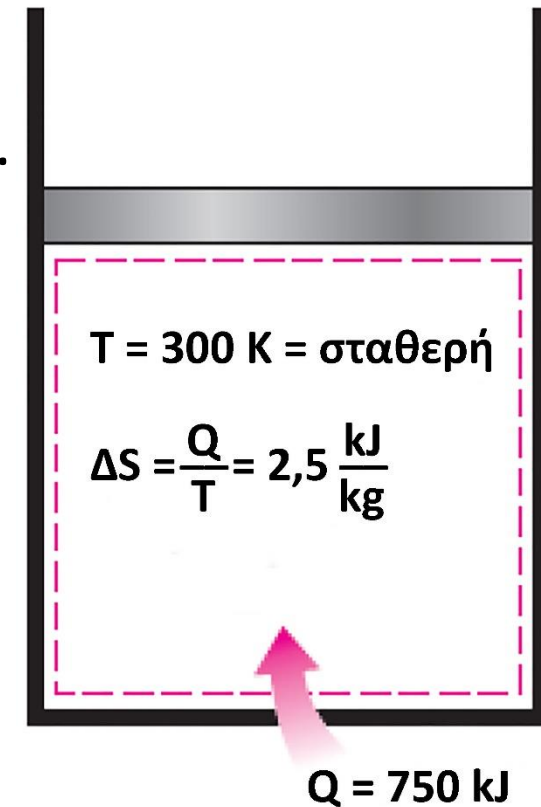 .
T = 300 K = σταθερή
ΔS = Q/T = 2,5 kJ/kg
Q = 750 kJ